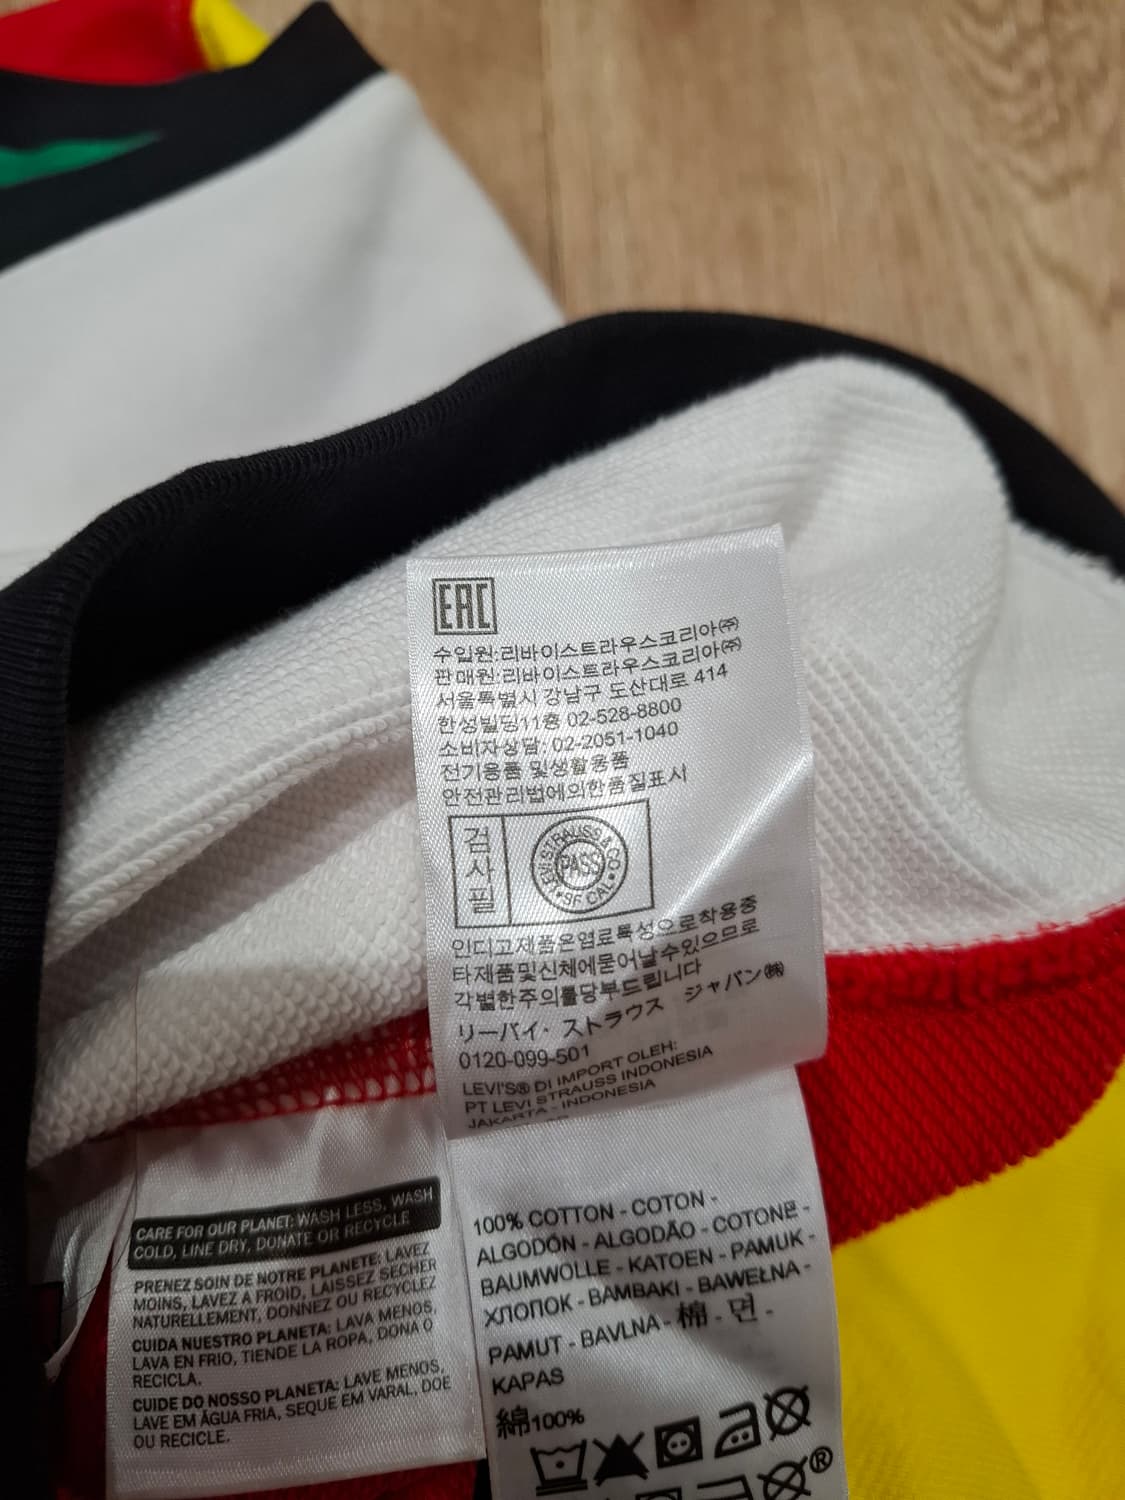 EAC
수입원:리바이스트라우스코리아㈜
판매원:리바이스트라우스코리아㈜
서울특별시 강남구 도산대로 414
한성빌딩11층 02-528-8800
소비자상담: 02-2051-1040
전기용품 및생활용품
안전관리법에의한품질표시
검사필
LEVI STRAUSS & CO
PASS
SF CAL
인디고제품은염료특성으로착용중
타제품및신체에묻어날수있으므로
각별한주의를당부드립니다
リーバイ・ストラウス ジャパン㈱
0120-099-501
LEVI'S® DI IMPORT OLEH:
PT LEVI STRAUSS INDONESIA
JAKARTA - INDONESIA
CARE FOR OUR PLANET: WASH LESS, WASH
COLD, LINE DRY, DONATE OR RECYCLE
PRENEZ SOIN DE NOTRE PLANETE: LAVEZ
MOINS, LAVEZ A FROID, LAISSEZ SECHER
NATURELLEMENT, DONNEZ OU RECYCLEZ
CUIDA NUESTRO PLANETA: LAVA MENOS,
LAVA EN FRIO, TIENDE LA ROPA, DONA O
RECICLA.
CUIDE DO NOSSO PLANETA: LAVE MENOS,
LAVE EM ÁGUA FRIA, SEQUE EM VARAL, DOE
OU RECICLE.
100% COTTON - COTON -
ALGODÓN - ALGODÃO - COTONE -
BAUMWOLLE - KATOEN - PAMUK -
ХЛОПОК - BAMBAKI - BAWEŁNA -
PAMUT - BAVLNA - 棉 - 면 -
KAPAS
綿100%
®